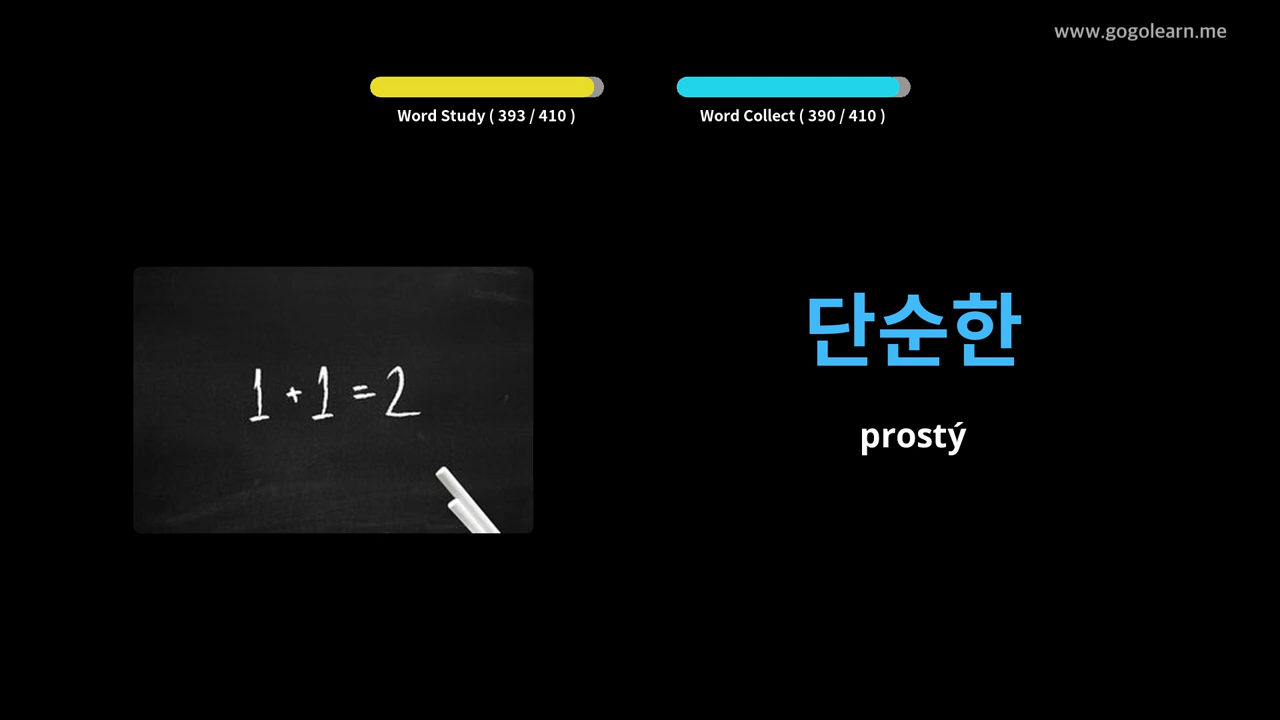 www.gogolearn.me
Word Study ( 393 / 410 )
Word Collect ( 390 / 410 )
1 + 1 = 2
단순한
prostý